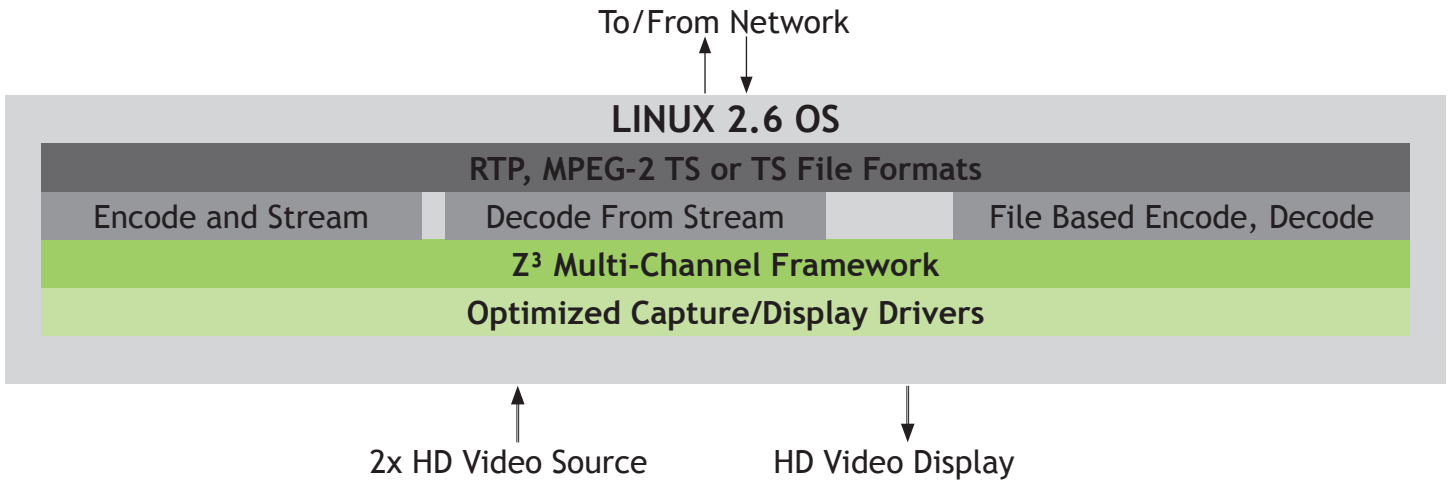 To/From Network
LINUX 2.6 OS
RTP, MPEG-2 TS or TS File Formats
Encode and Stream
Decode From Stream
File Based Encode, Decode
Z³ Multi-Channel Framework
Optimized Capture/Display Drivers
2x HD Video Source
HD Video Display